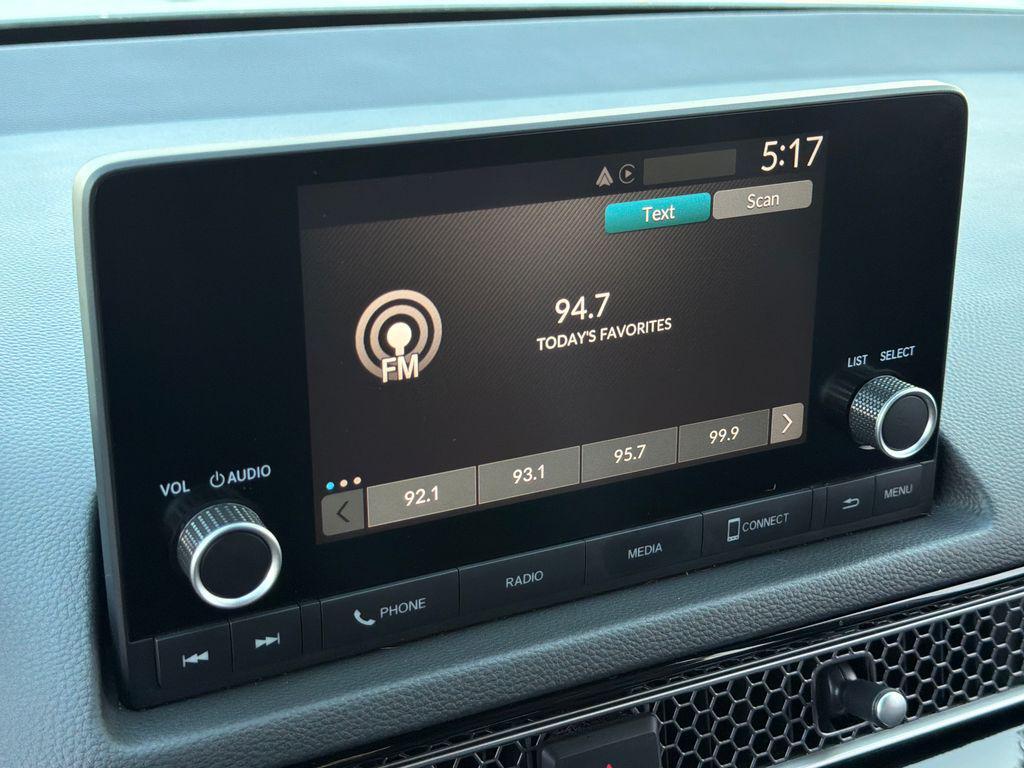 5:17
Text
Scan
94.7
TODAY'S FAVORITES
FM
LIST SELECT
VOL AUDIO
92.1
93.1
95.7
99.9
PHONE
RADIO
MEDIA
CONNECT
MENU